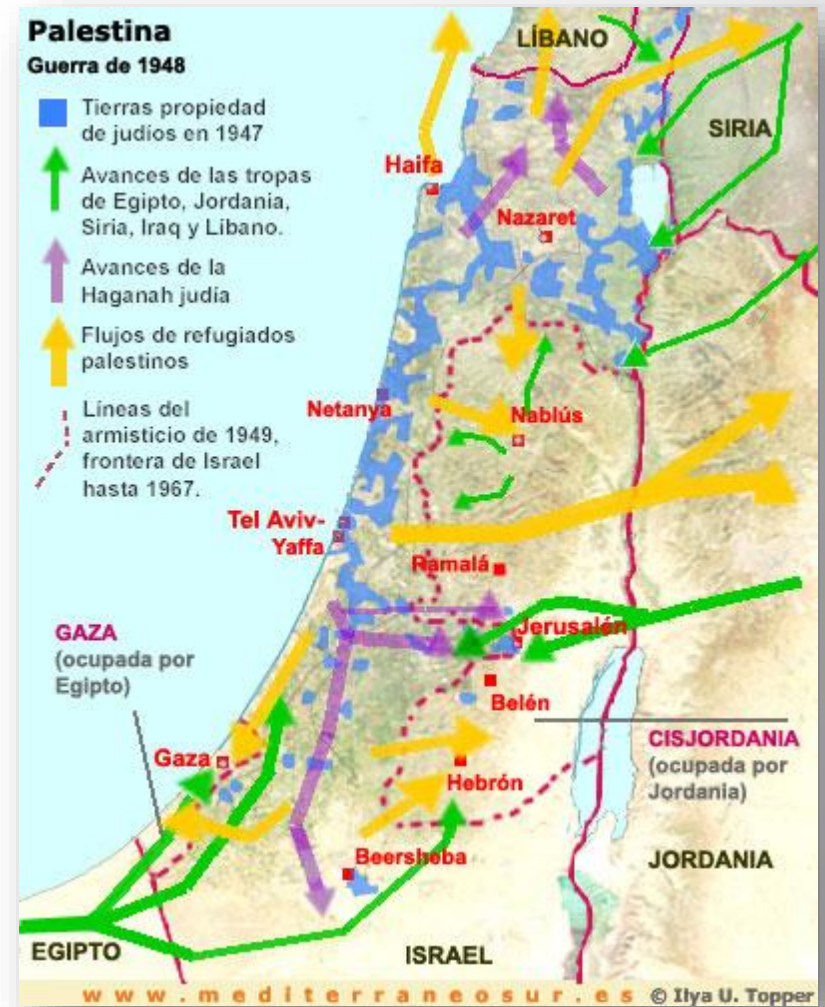 Palestina
Guerra de 1948
Tierras propiedad
de judios en 1947
Avances de las tropas
de Egipto, Jordania,
Siria, Iraq y Libano.
Avances de la
Haganah judía
Flujos de refugiados
palestinos
Líneas del
armisticio de 1949,
frontera de Israel
hasta 1967.
LÍBANO
SIRIA
Haifa
Nazaret
Netanya
Nablús
Tel Aviv-
Yaffa
Ramalá
Jerusalén
GAZA
(ocupada por
Egipto)
Belén
CISJORDANIA
(ocupada por
Jordania)
Gaza
Hebrón
Beersheba
JORDANIA
EGIPTO
ISRAEL
www.mediterraneosur.es © Ilya U. Topper